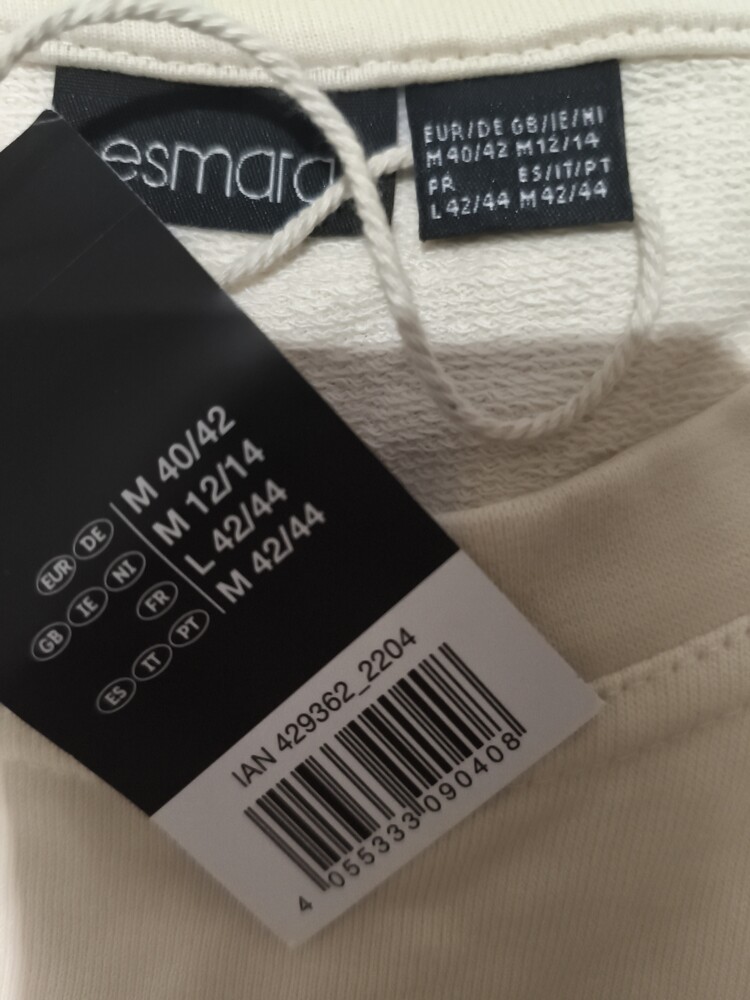 esmara
EUR/DE GB/IE/NI
M 40/42 M 12/14
FR ES/IT/PT
L 42/44 M 42/44
EUR DE M 40/42
GB IE NI M 12/14
FR L 42/44
ES IT PT M 42/44
IAN 429362_2204
4 055333 090408